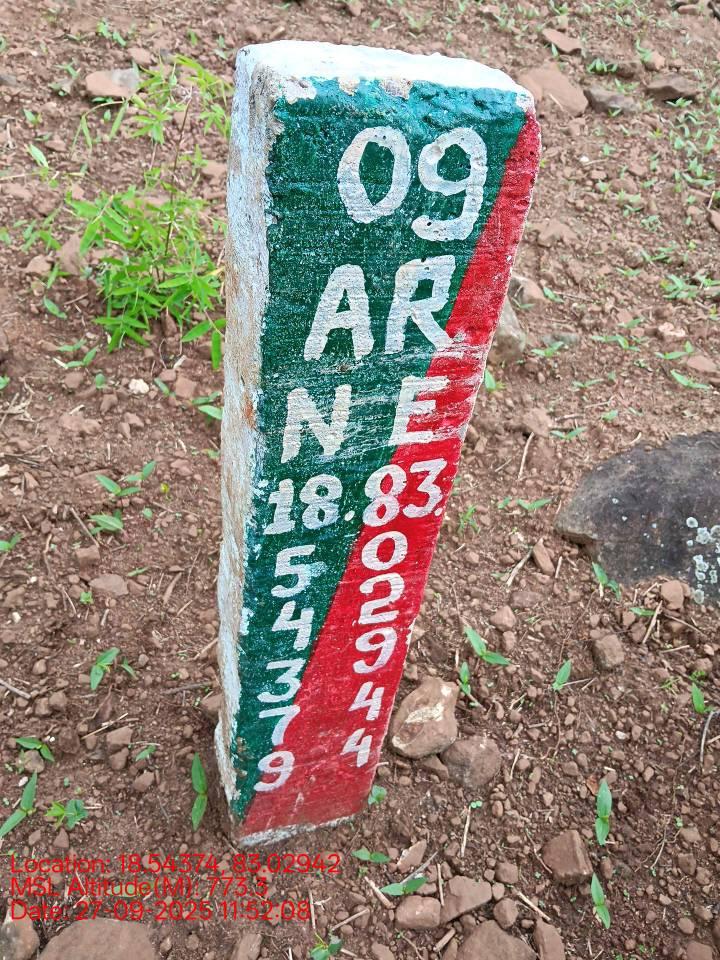 09
AR
N E
18. 83.
5 0
4 2
3 9
7 4
9 4
Location: 18.54374, 83.02942
MSL Altitude(M): 773.3
Date: 27-09-2025 11:52:08